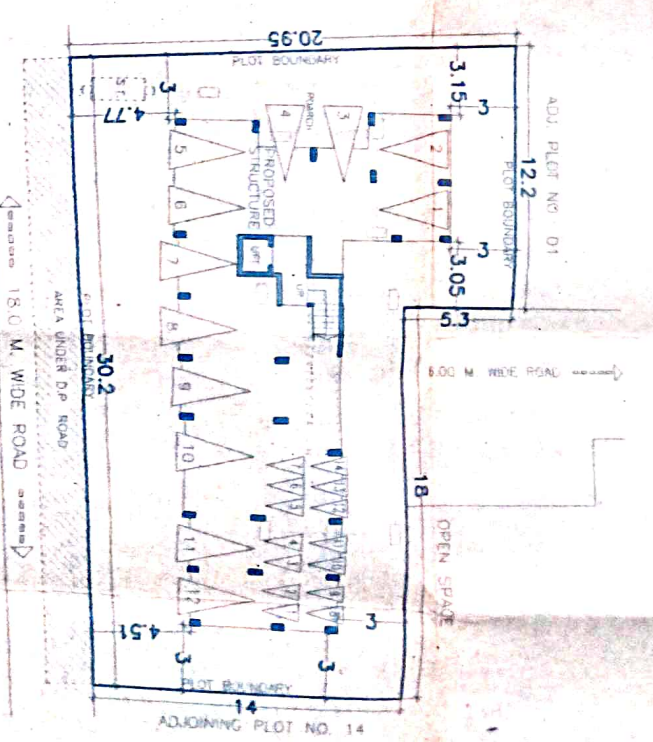 20.95
PLOT BOUNDARY
3
4.77
3.15
3
ADJ. PLOT NO. 01
12.2
PLOT BOUNDARY
PORCH
4
3
2
5
PROPOSED
STRUCTURE
6
1
3
3.05
7
LIFT
UP
5.3
8
6.00 M. WIDE ROAD
18.0 M. WIDE ROAD
AREA UNDER D.P ROAD
PLOT BOUNDARY
30.2
9
10
18
OPEN SPACE
11
12
4.51
3
3
3
PLOT BOUNDARY
14
ADJOINING PLOT NO. 14